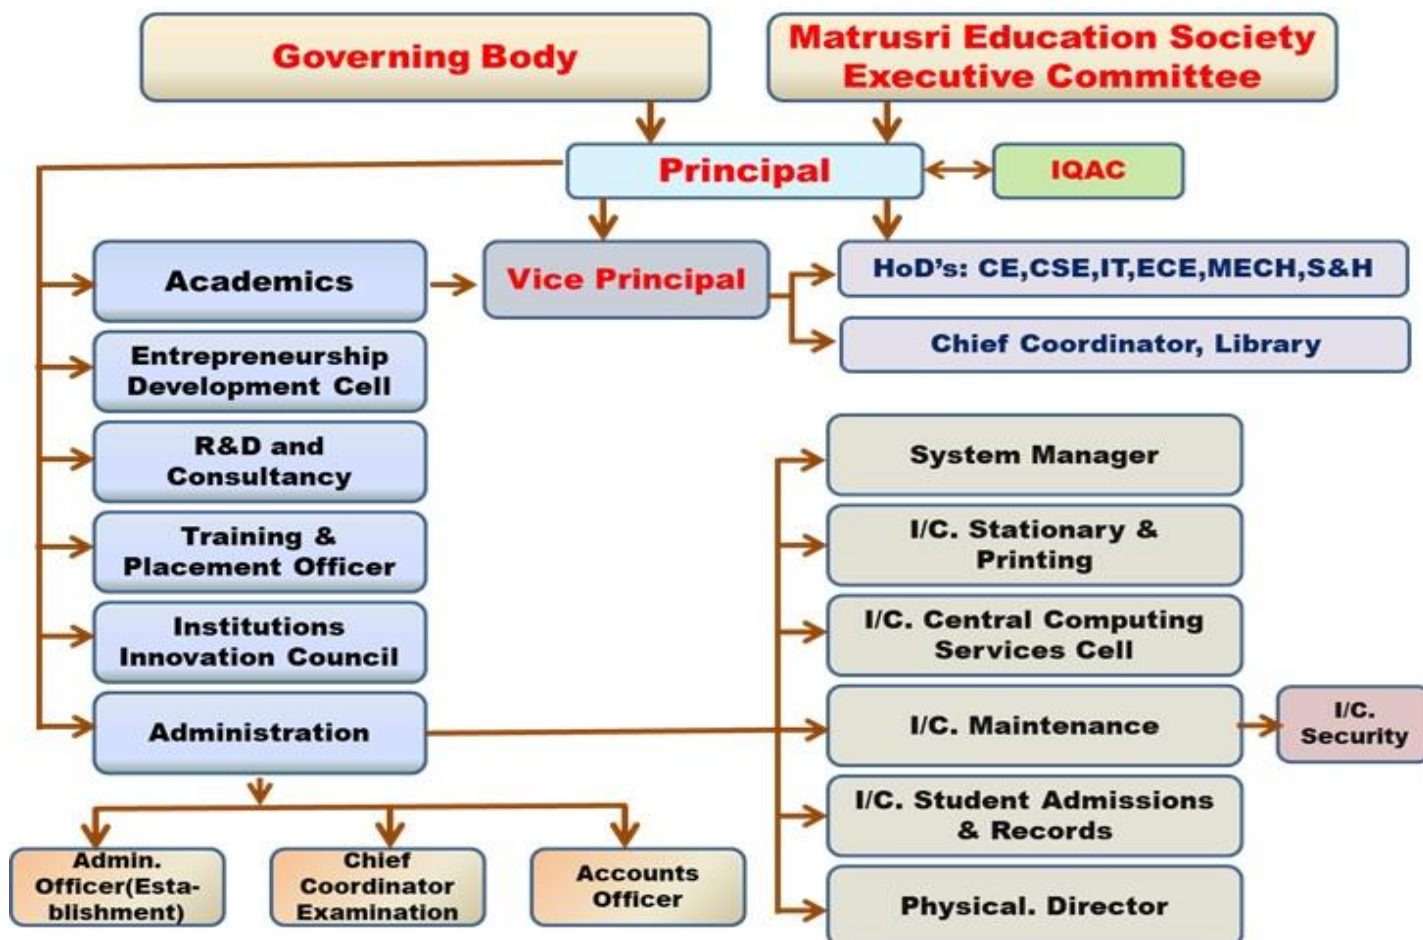 Governing Body
Matrusri Education Society
Executive Committee
Principal
IQAC
Academics
Vice Principal
HoD's: CE,CSE,IT,ECE,MECH,S&H
Chief Coordinator, Library
Entrepreneurship
Development Cell
R&D and
Consultancy
Training &
Placement Officer
Institutions
Innovation Council
Administration
System Manager
I/C. Stationary &
Printing
I/C. Central Computing
Services Cell
I/C. Maintenance
I/C.
Security
I/C. Student Admissions
& Records
Physical. Director
Admin.
Officer(Esta-
blishment)
Chief
Coordinator
Examination
Accounts
Officer